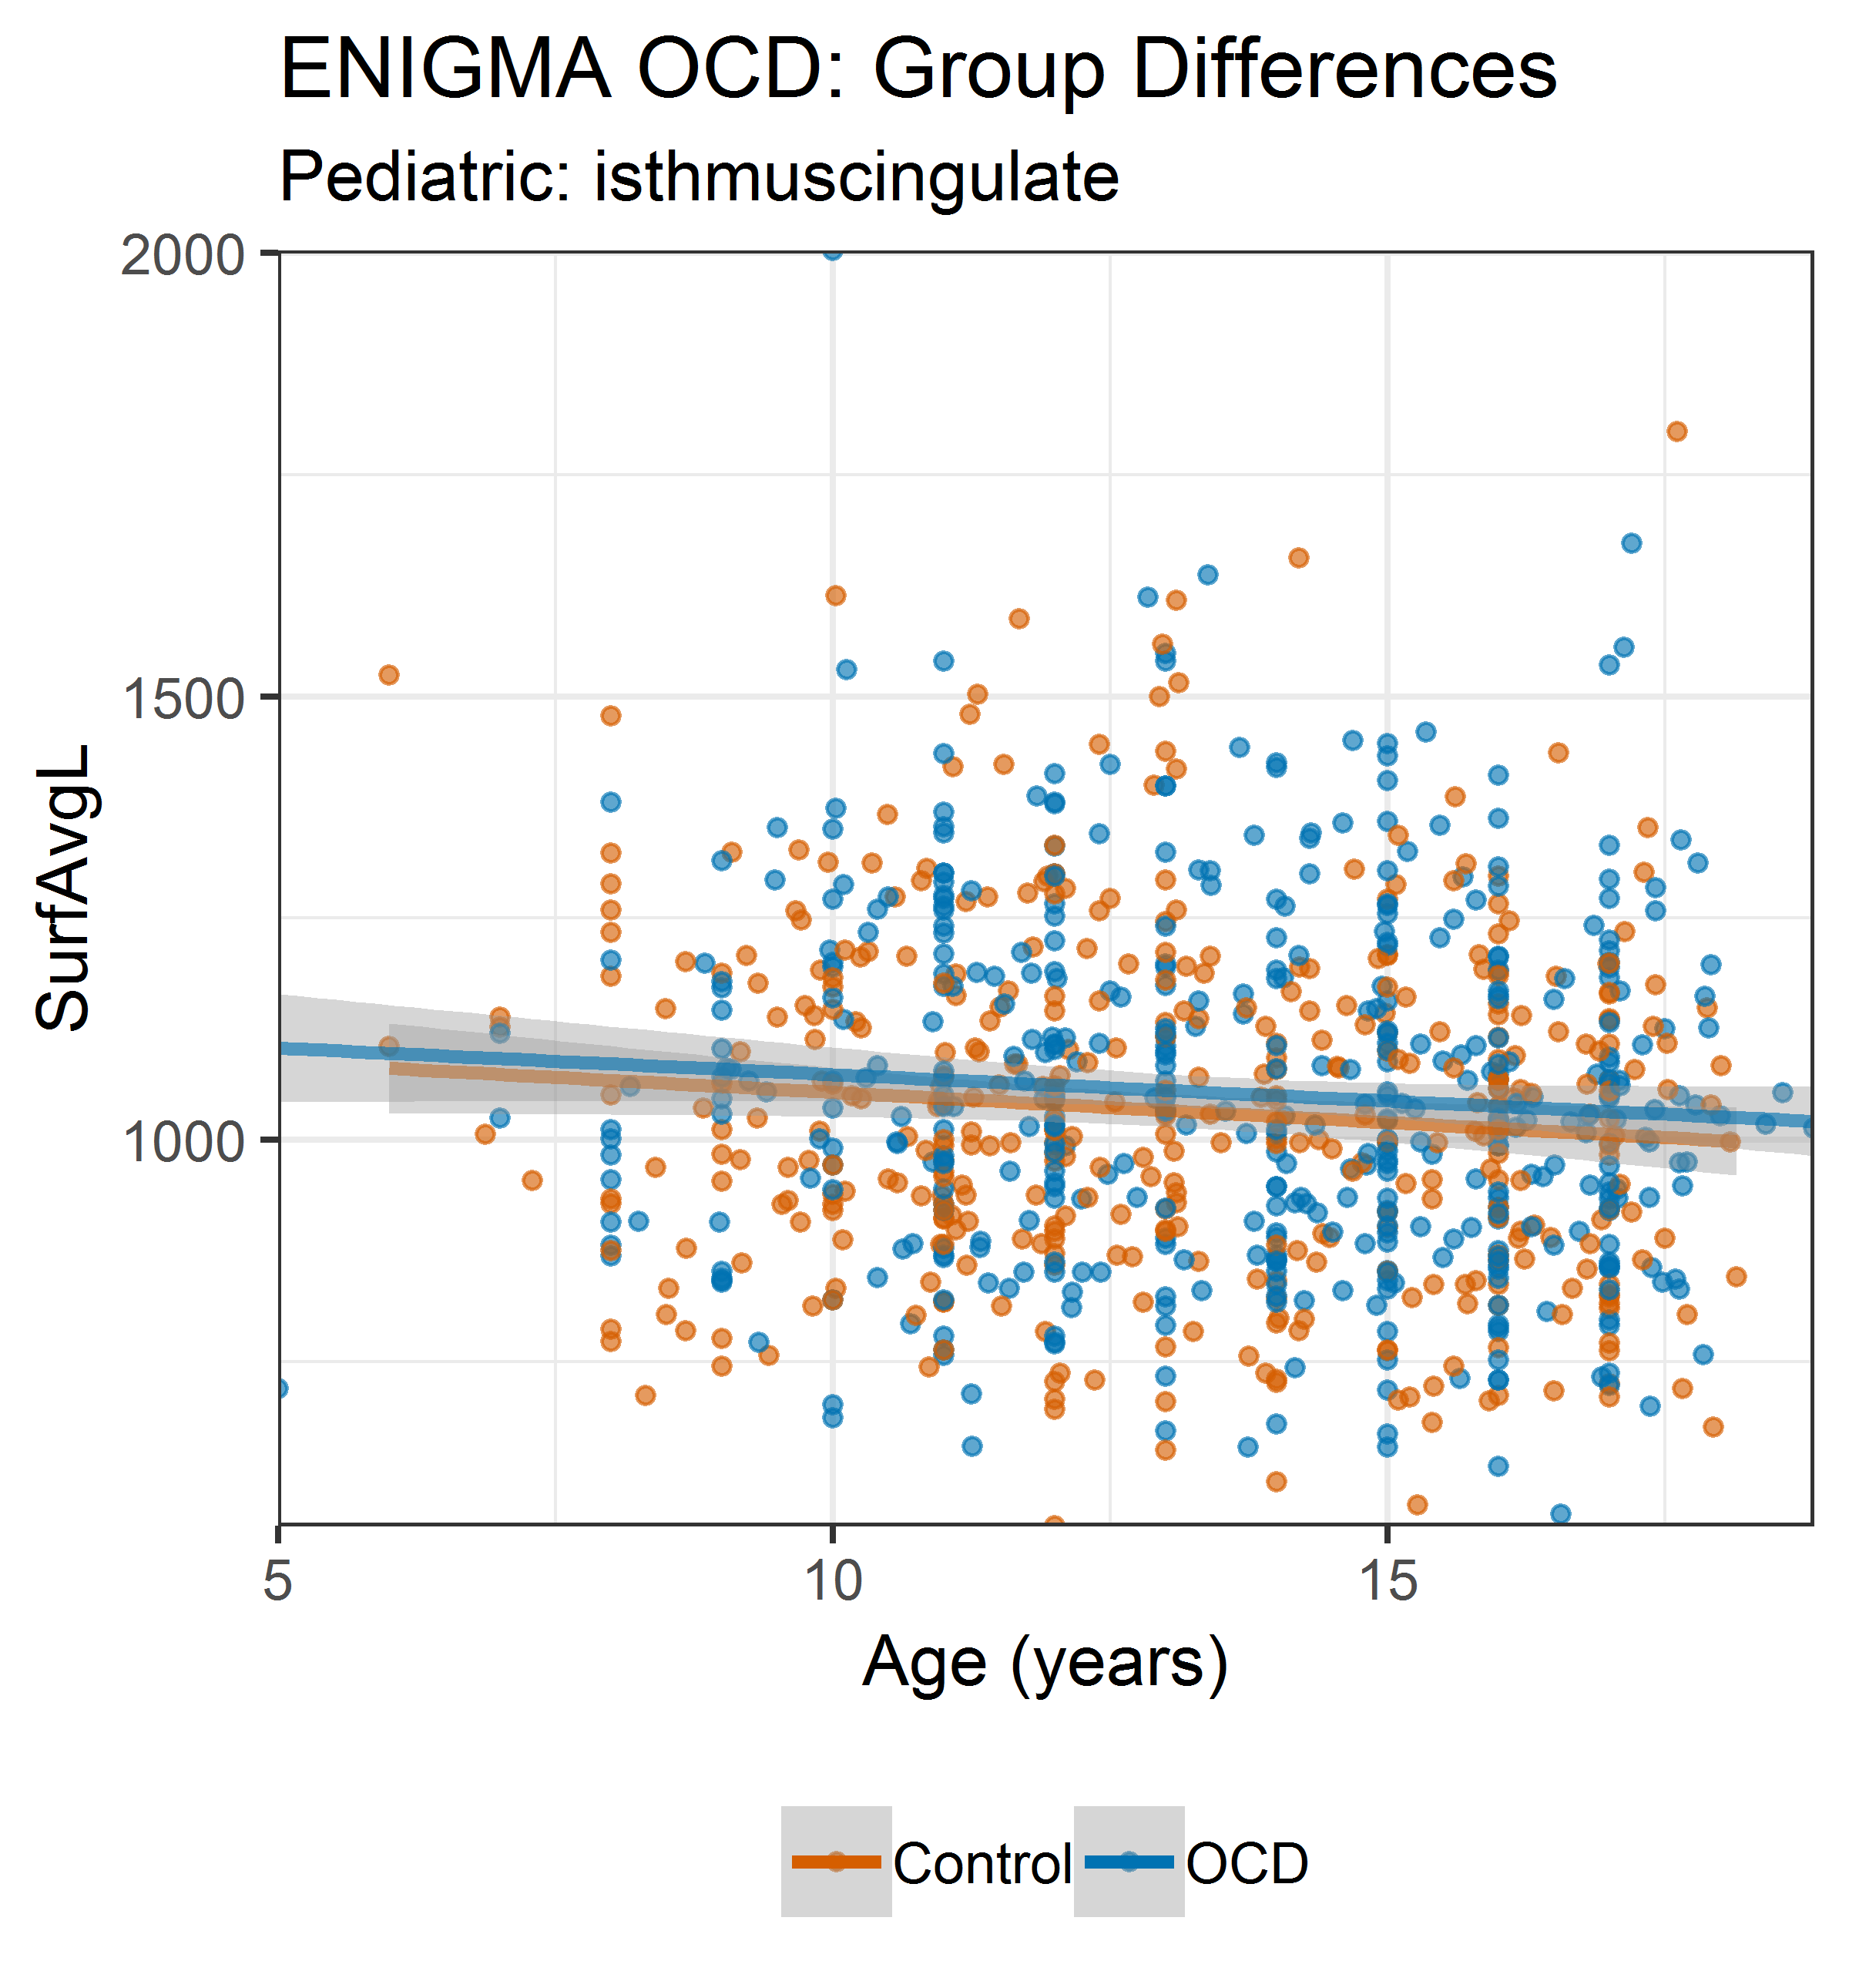 ENIGMA OCD: Group Differences
Pediatric: isthmuscingulate
2000
1500
1000
SurfAvgL
5 10 15
Age (years)
Control OCD